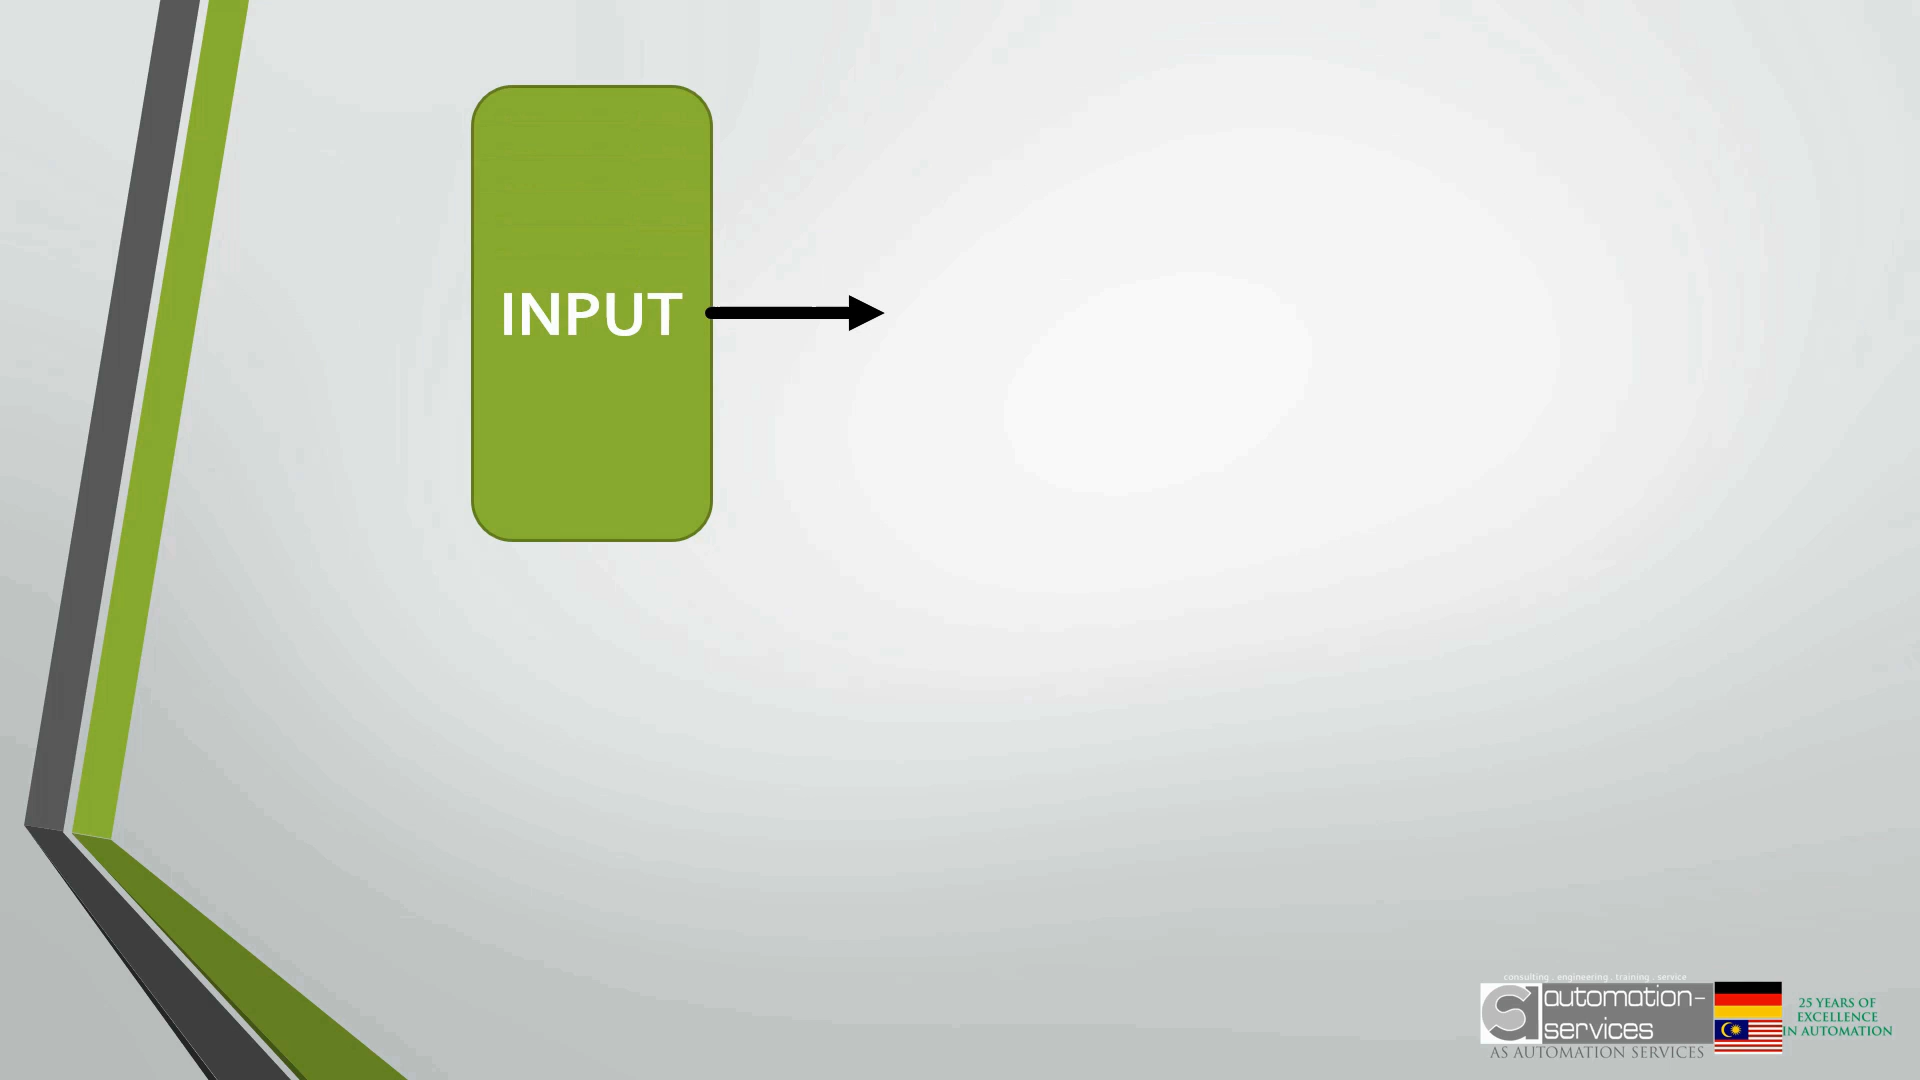 INPUT
consulting . engineering . training . service
automation-
services
AS AUTOMATION SERVICES
25 YEARS OF
EXCELLENCE
IN AUTOMATION